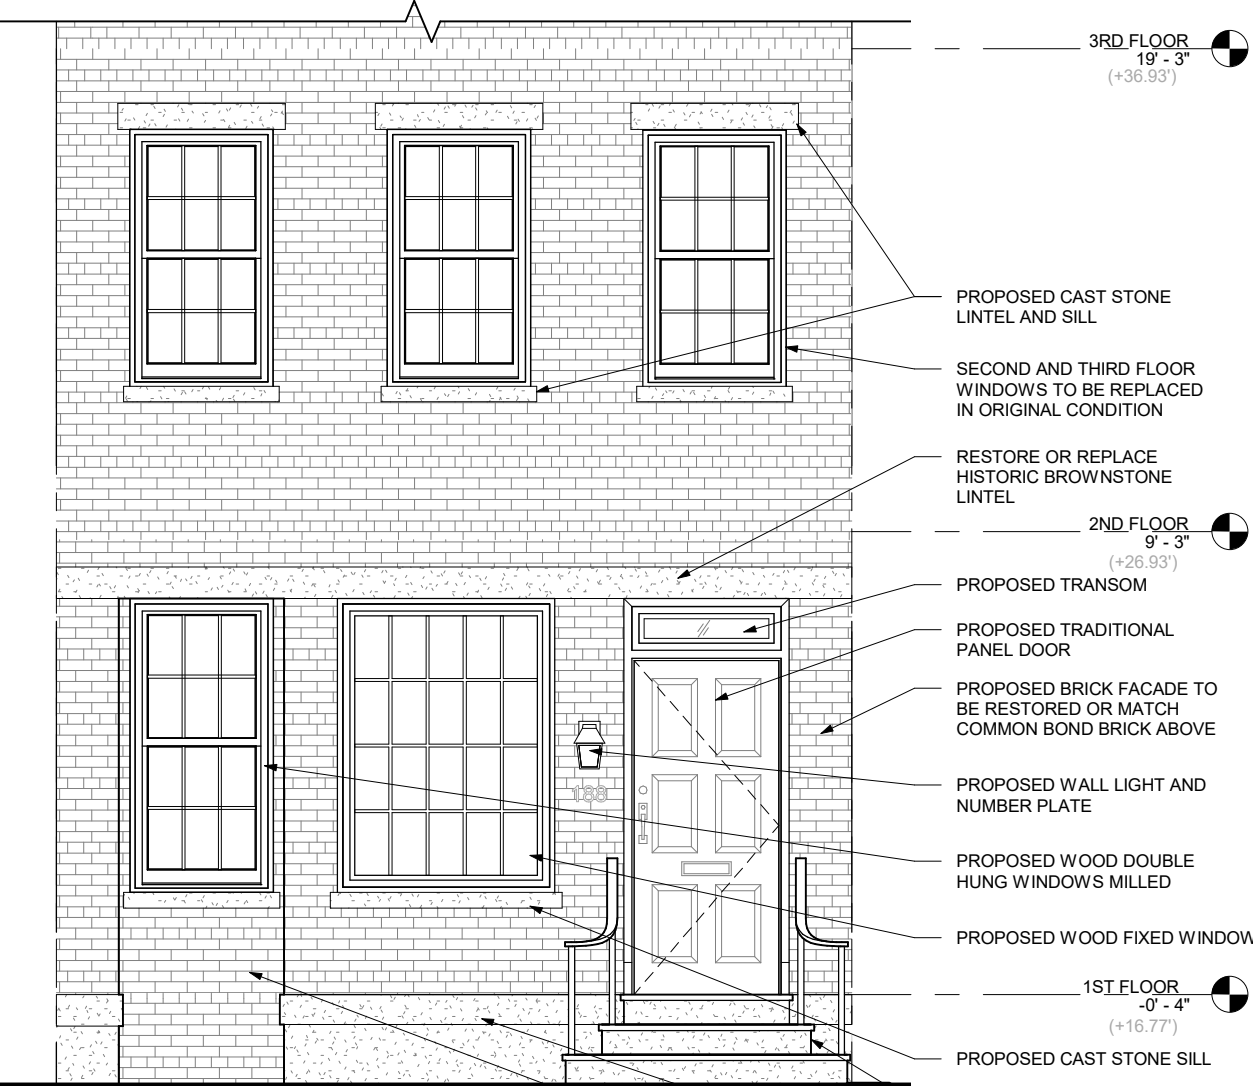 3RD FLOOR
19' - 3"
(+36.93')
PROPOSED CAST STONE
LINTEL AND SILL
SECOND AND THIRD FLOOR
WINDOWS TO BE REPLACED
IN ORIGINAL CONDITION
RESTORE OR REPLACE
HISTORIC BROWNSTONE
LINTEL
2ND FLOOR
9' - 3"
(+26.93')
PROPOSED TRANSOM
PROPOSED TRADITIONAL
PANEL DOOR
PROPOSED BRICK FACADE TO
BE RESTORED OR MATCH
COMMON BOND BRICK ABOVE
PROPOSED WALL LIGHT AND
NUMBER PLATE
188
PROPOSED WOOD DOUBLE
HUNG WINDOWS MILLED
PROPOSED WOOD FIXED WINDOW
1ST FLOOR
-0' - 4"
(+16.77')
PROPOSED CAST STONE SILL